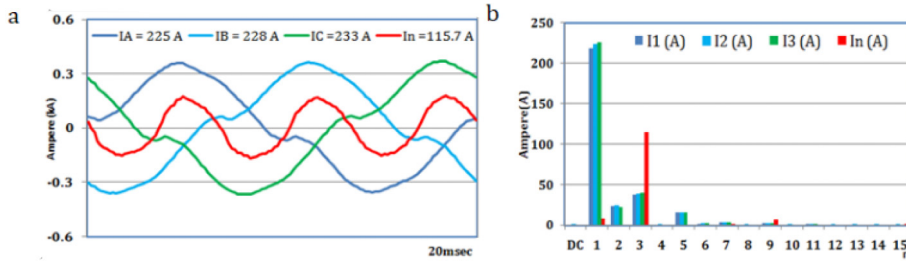 a
0.6
0.3
0
-0.3
-0.6
Ampere (kA)
IA = 225 A IB = 228 A IC = 233 A In = 115.7 A
20msec
b
250
200
150
100
50
0
Ampere(A)
I1 (A) I2 (A) I3 (A) In (A)
DC 1 2 3 4 5 6 7 8 9 10 11 12 13 14 15